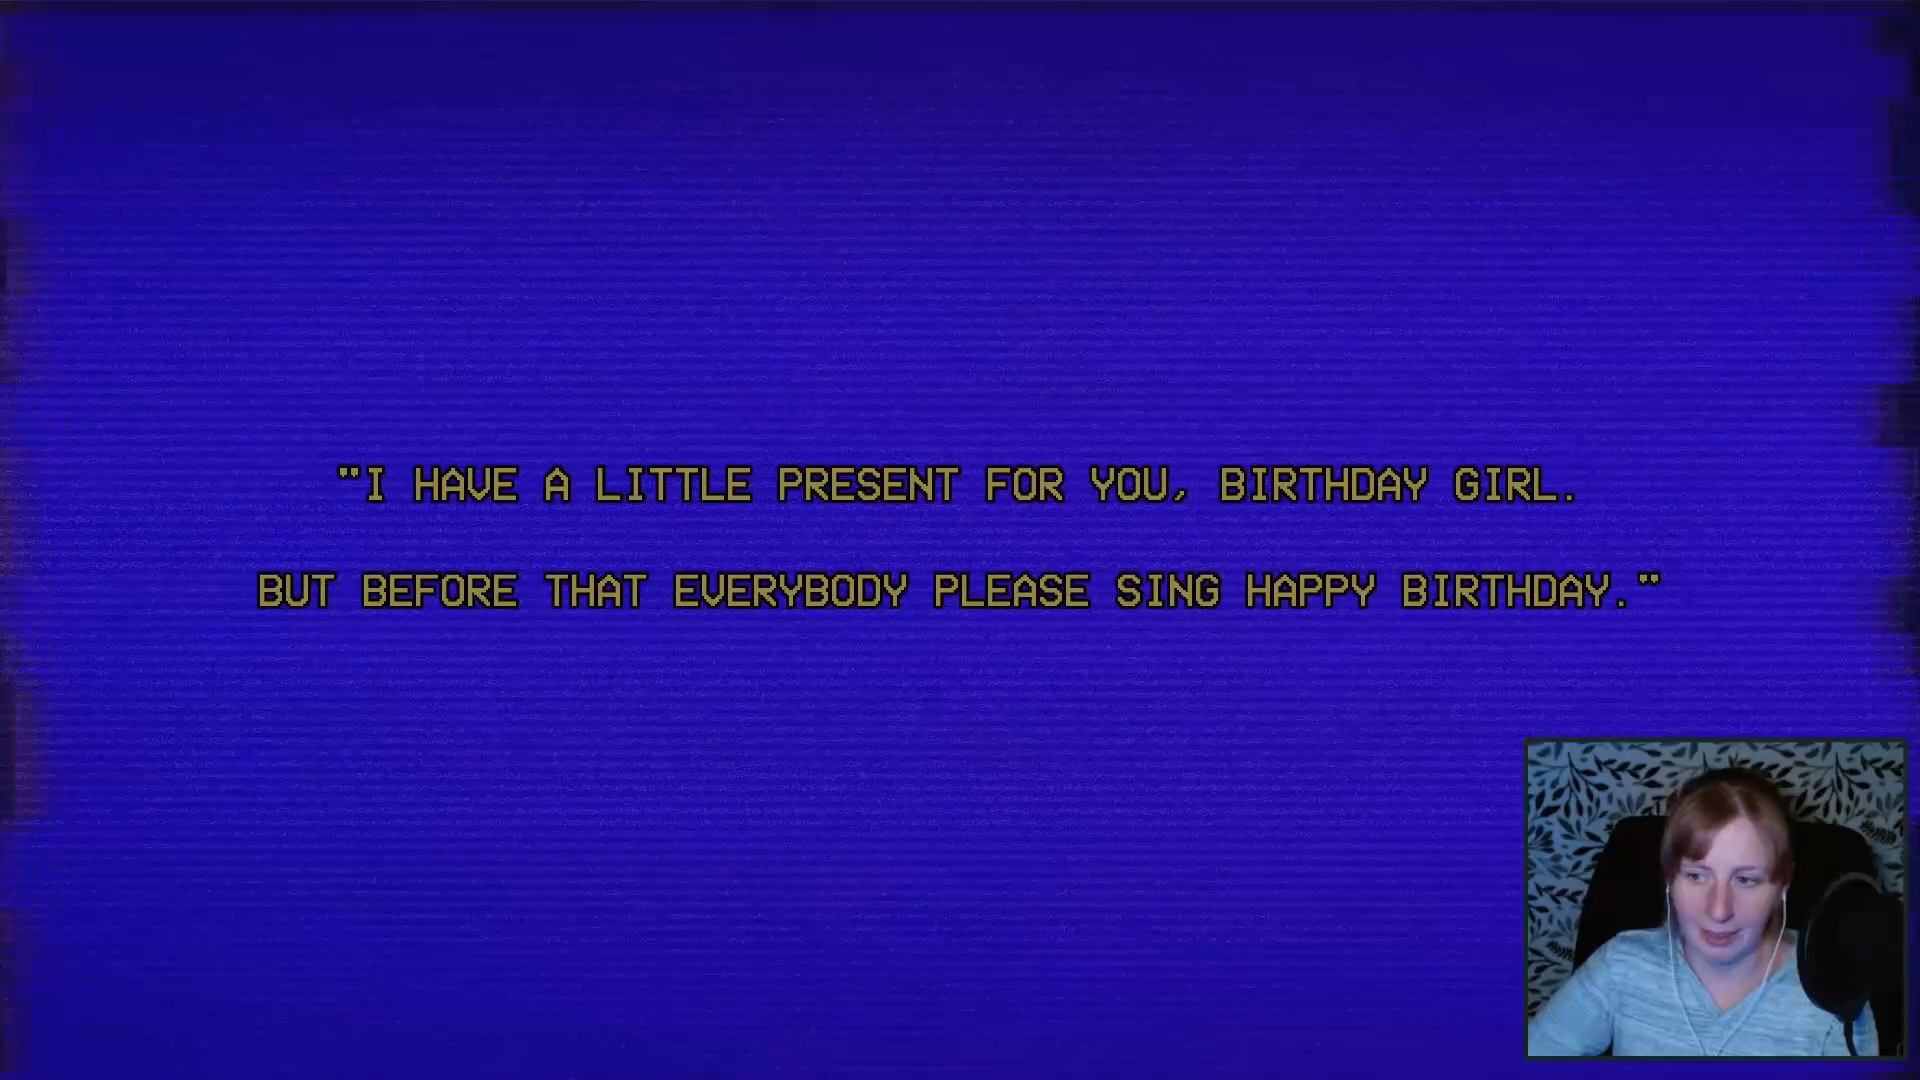 "I HAVE A LITTLE PRESENT FOR YOU, BIRTHDAY GIRL.
BUT BEFORE THAT EVERYBODY PLEASE SING HAPPY BIRTHDAY."